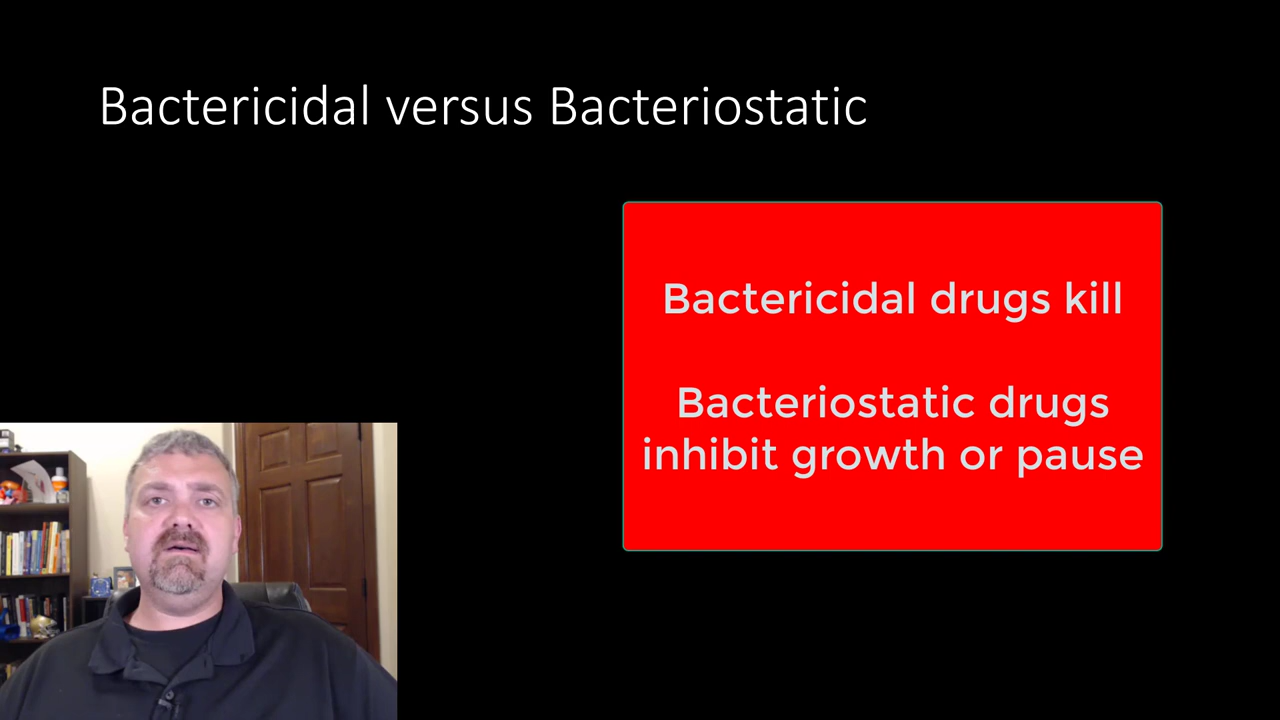 Bactericidal versus Bacteriostatic
Bactericidal drugs kill
Bacteriostatic drugs
inhibit growth or pause